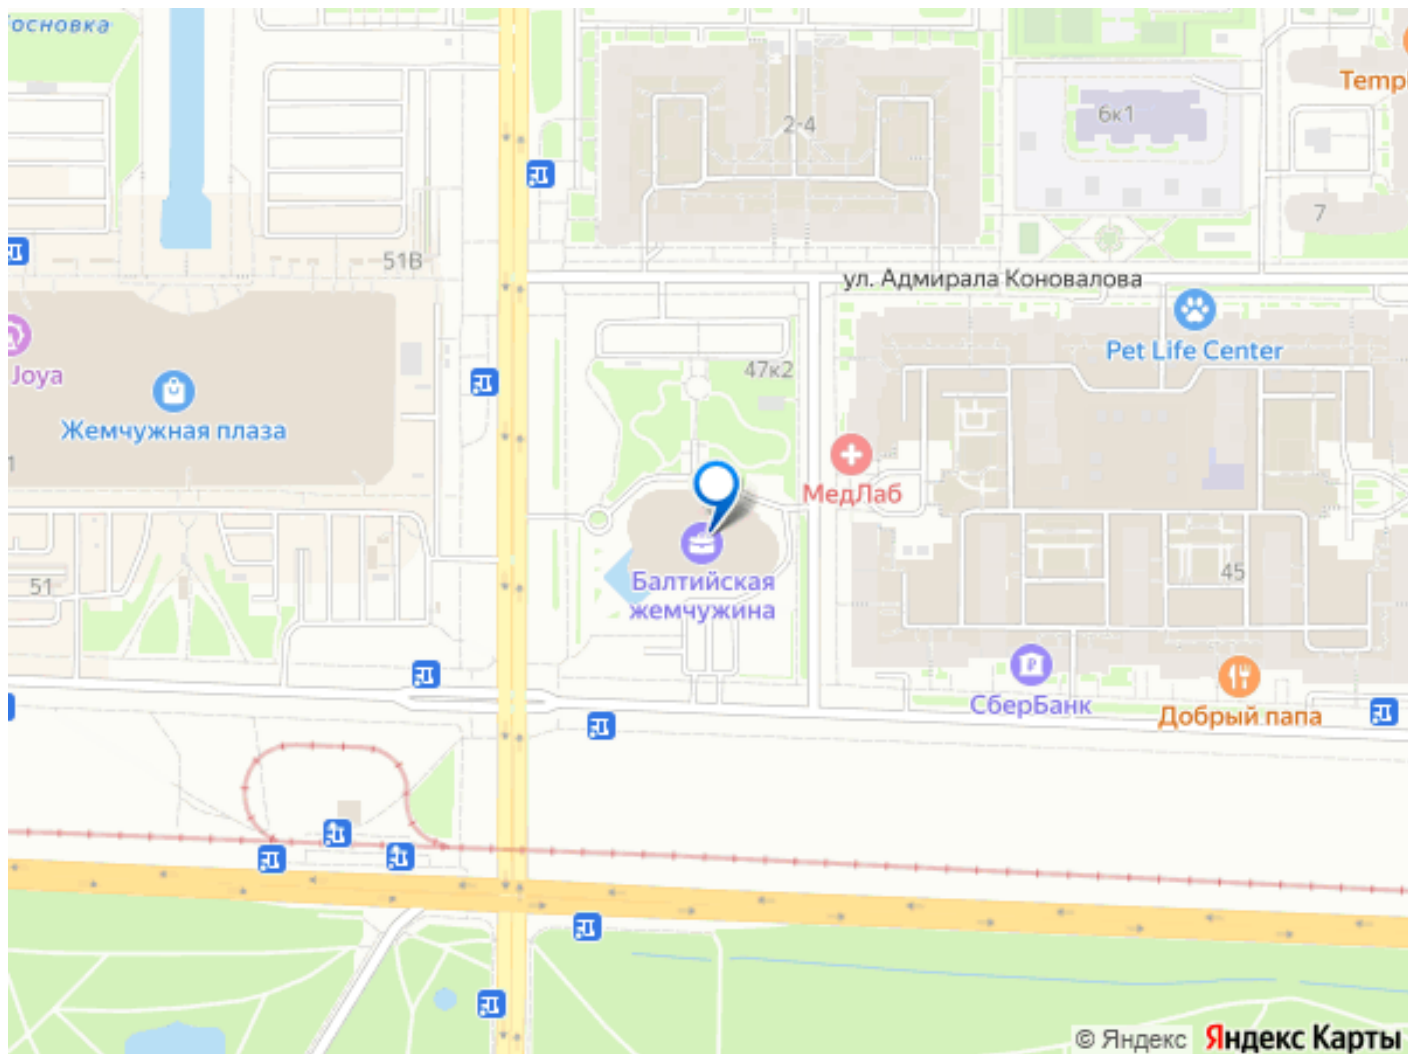 Сосновка
Temp
6к1
2-4
7
51В
ул. Адмирала Коновалова
Pet Life Center
Joya
47к2
Жемчужная плаза
1
МедЛаб
51
Балтийская
жемчужина
45
СберБанк
Добрый папа
© Яндекс Яндекс Карты